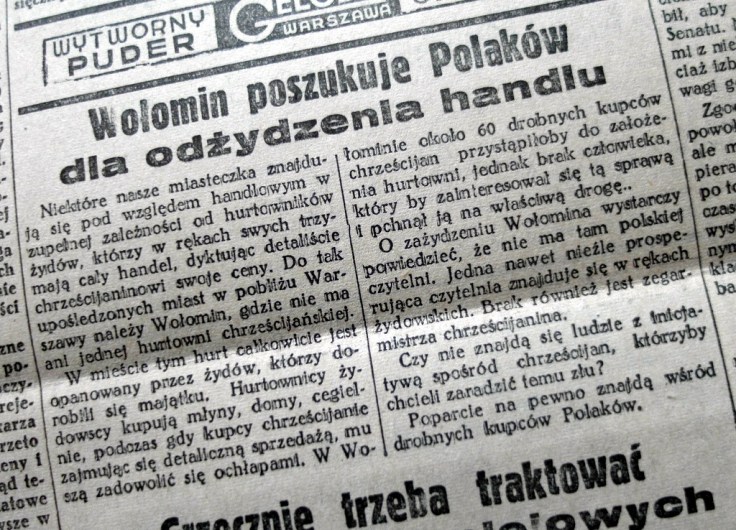 WYTWORNY
PUDER
WARSZAWA
Wołomin poszukuje Polaków
dla odżydzenia handlu
Niektóre nasze miasteczka znajdu-
ją się pod względem handlowym w
zupełnej zależności od hurtowników
żydów, którzy w rękach swych trzy-
mają cały handel, dyktując detaliście
chrześcijaninowi swoje ceny. Do tak
upośledzonych miast w pobliżu War-
szawy należy Wołomin, gdzie nie ma
ani jednej hurtowni chrześcijańskiej.
W mieście tym hurt całkowicie jest
opanowany przez żydów, którzy do-
robili się majątku. Hurtownicy ży-
dowscy kupują młyny, domy, cegiel-
nie, podczas gdy kupcy chrześcijanie
zajmując się detaliczną sprzedażą, mu
szą zadowolić się ochłapami. W Wo-
łominie około 60 drobnych kupców
chrześcijan przystąpiłoby do założe-
nia hurtowni, jednak brak człowieka,
który by zainteresował się tą sprawą
i pchnął ją na właściwą drogę..
O zażydzeniu Wołomina wystarczy
powiedzieć, że nie ma tam polskiej
czytelni. Jedna nawet nieźle prospe-
rująca czytelnia znajduje się w rękach
żydowskich. Brak również jest zegar-
mistrza chrześcijanina.
Czy nie znajdą się ludzie z inicja-
tywą spośród chrześcijan, którzyby
chcieli zaradzić temu złu?
Poparcie na pewno znajdą wśród
drobnych kupców Polaków.
trzeba traktować
bił, aby
Senatu.
mi z nie
ciaż izb
wagi